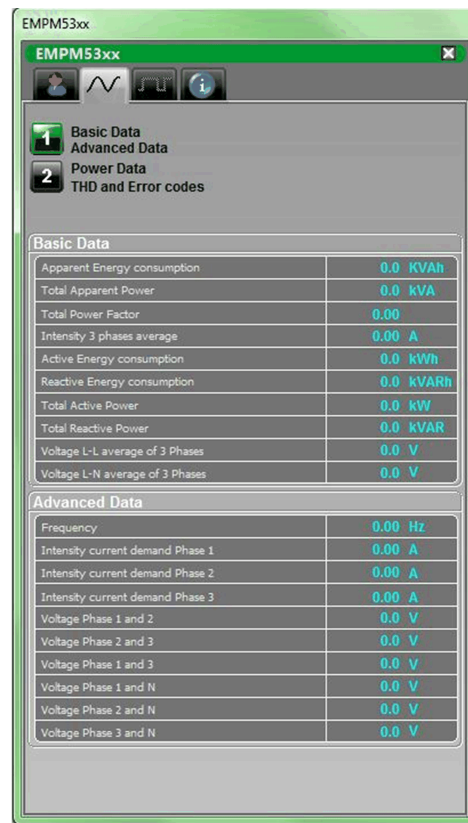 EMPM53xx
EMPM53xx
1 Basic Data
Advanced Data
2 Power Data
THD and Error codes
Basic Data
Apparent Energy consumption 0.0 KVAh
Total Apparent Power 0.0 kVA
Total Power Factor 0.00
Intensity 3 phases average 0.00 A
Active Energy consumption 0.0 kWh
Reactive Energy consumption 0.0 kVARh
Total Active Power 0.0 kW
Total Reactive Power 0.0 kVAR
Voltage L-L average of 3 Phases 0.0 V
Voltage L-N average of 3 Phases 0.0 V
Advanced Data
Frequency 0.00 Hz
Intensity current demand Phase 1 0.00 A
Intensity current demand Phase 2 0.00 A
Intensity current demand Phase 3 0.00 A
Voltage Phase 1 and 2 0.0 V
Voltage Phase 2 and 3 0.0 V
Voltage Phase 1 and 3 0.0 V
Voltage Phase 1 and N 0.0 V
Voltage Phase 2 and N 0.0 V
Voltage Phase 3 and N 0.0 V